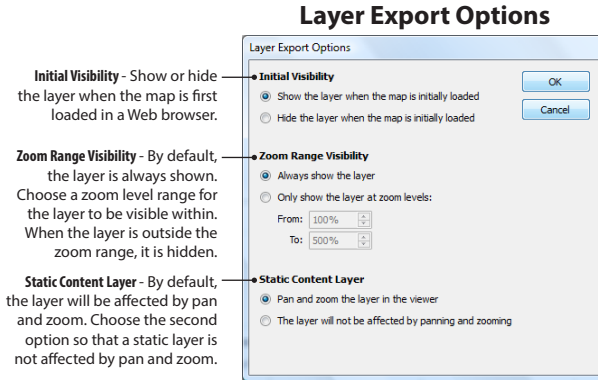 Layer Export Options
Layer Export Options
Initial Visibility - Show or hide
the layer when the map is first
loaded in a Web browser.
Initial Visibility
Show the layer when the map is initially loaded
Hide the layer when the map is initially loaded
OK
Cancel
Zoom Range Visibility - By default,
the layer is always shown.
Choose a zoom level range for
the layer to be visible within.
When the layer is outside the
zoom range, it is hidden.
Zoom Range Visibility
Always show the layer
Only show the layer at zoom levels:
From: 100%
To: 500%
Static Content Layer - By default,
the layer will be affected by pan
and zoom. Choose the second
option so that a static layer is
not affected by pan and zoom.
Static Content Layer
Pan and zoom the layer in the viewer
The layer will not be affected by panning and zooming